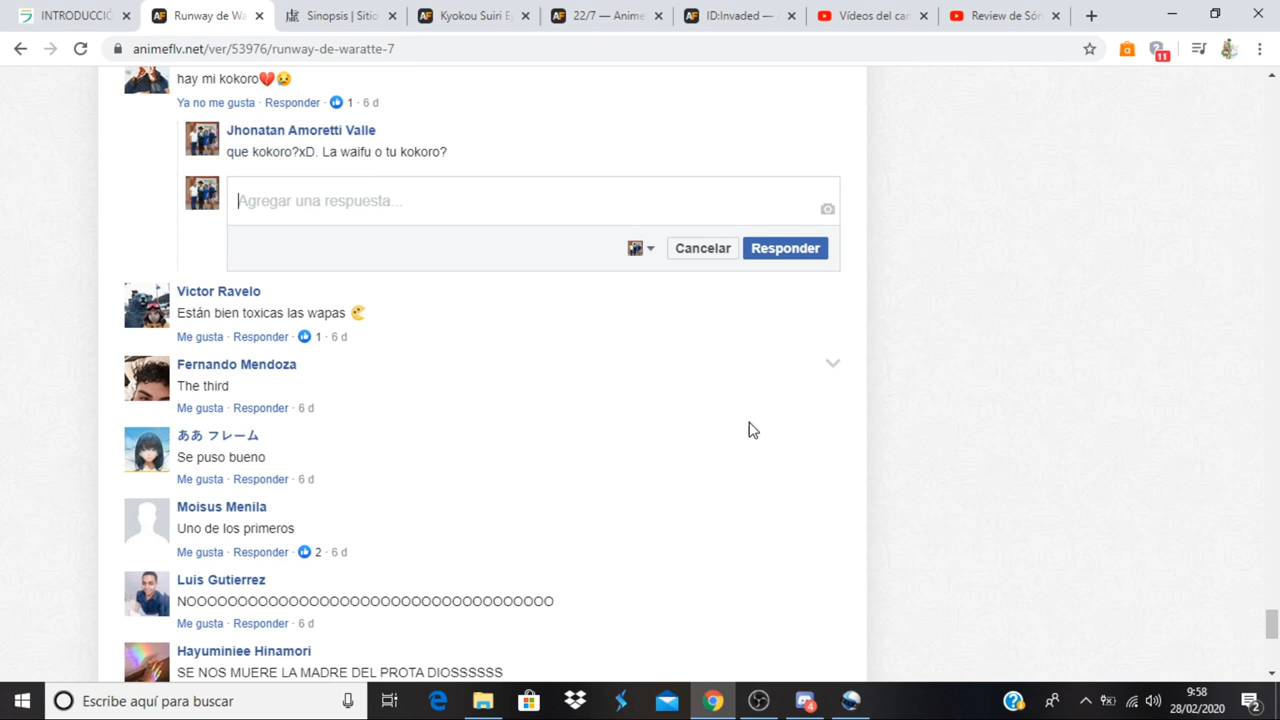 INTRODUCCIÓ
Runway de Wa
Sinopsis | Sitio
Kyokou Suiri E
22/7 — Anime
ID:Invaded —
Vídeos del can
Review de Són
animeflv.net/ver/53976/runway-de-waratte-7
11
hay mi kokoro💔😢
Ya no me gusta · Responder · 1 · 6 d
Jhonatan Amoretti Valle
que kokoro?xD. La waifu o tu kokoro?
Agregar una respuesta...
Cancelar
Responder
Victor Ravelo
Están bien toxicas las wapas
Me gusta · Responder · 1 · 6 d
Fernando Mendoza
The third
Me gusta · Responder · 6 d
ああ フレーム
Se puso bueno
Me gusta · Responder · 6 d
Moisus Menila
Uno de los primeros
Me gusta · Responder · 2 · 6 d
Luis Gutierrez
NOOOOOOOOOOOOOOOOOOOOOOOOOOOOOOOOOOOO
Me gusta · Responder · 6 d
Hayuminiee Hinamori
SE NOS MUERE LA MADRE DEL PROTA DIOSSSSSS
Escribe aquí para buscar
9:58
28/02/2020
2